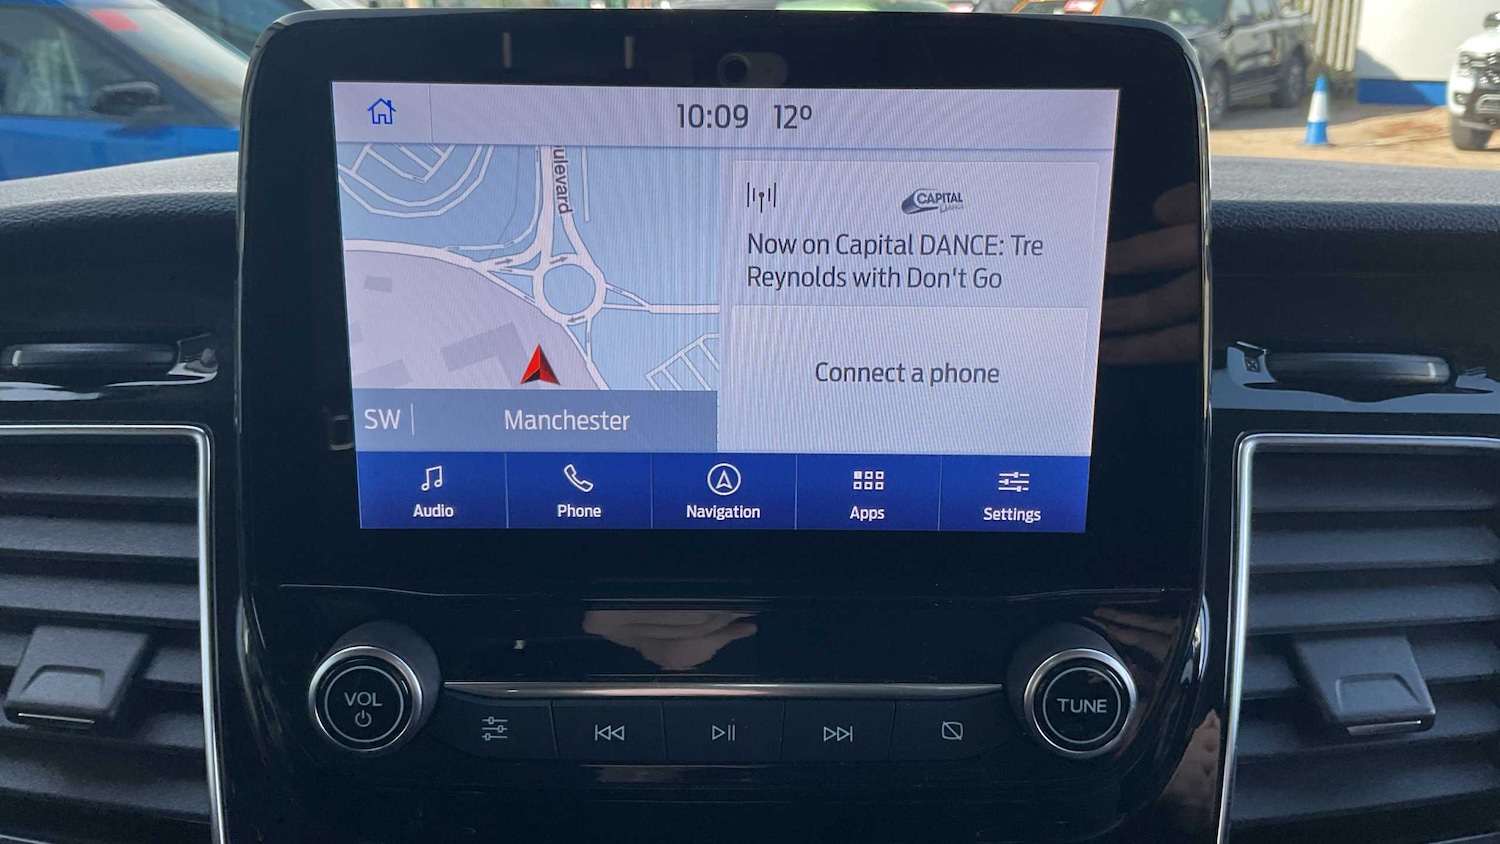 10:09 12°
ulevard
CAPITAL
DANCE
Now on Capital DANCE: Tre
Reynolds with Don't Go
Connect a phone
SW
Manchester
Audio
Phone
Navigation
Apps
Settings
VOL
TUNE